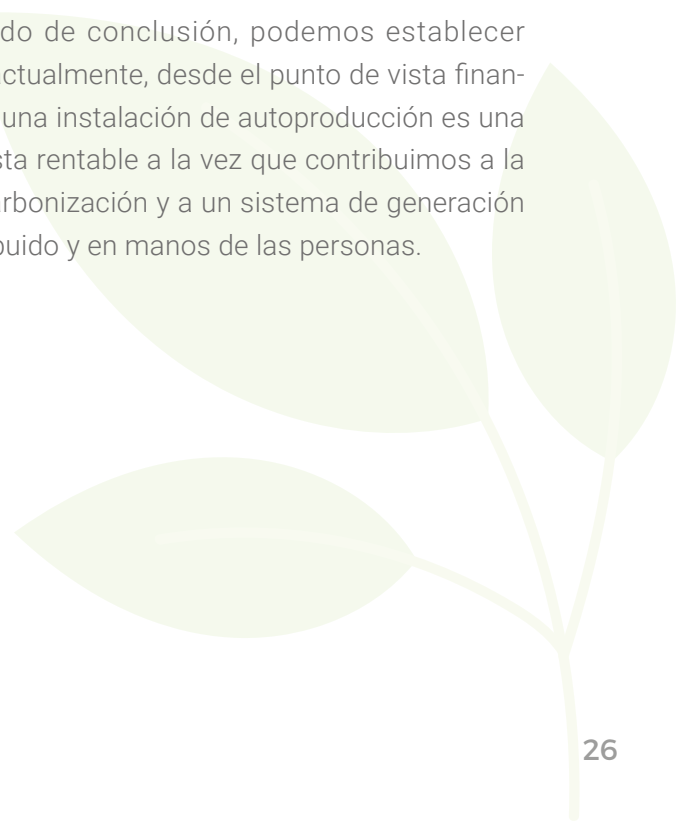 do de conclusión, podemos establecer
actualmente, desde el punto de vista finan-
una instalación de autoproducción es una
sta rentable a la vez que contribuimos a la
arbonización y a un sistema de generación
buido y en manos de las personas.
26